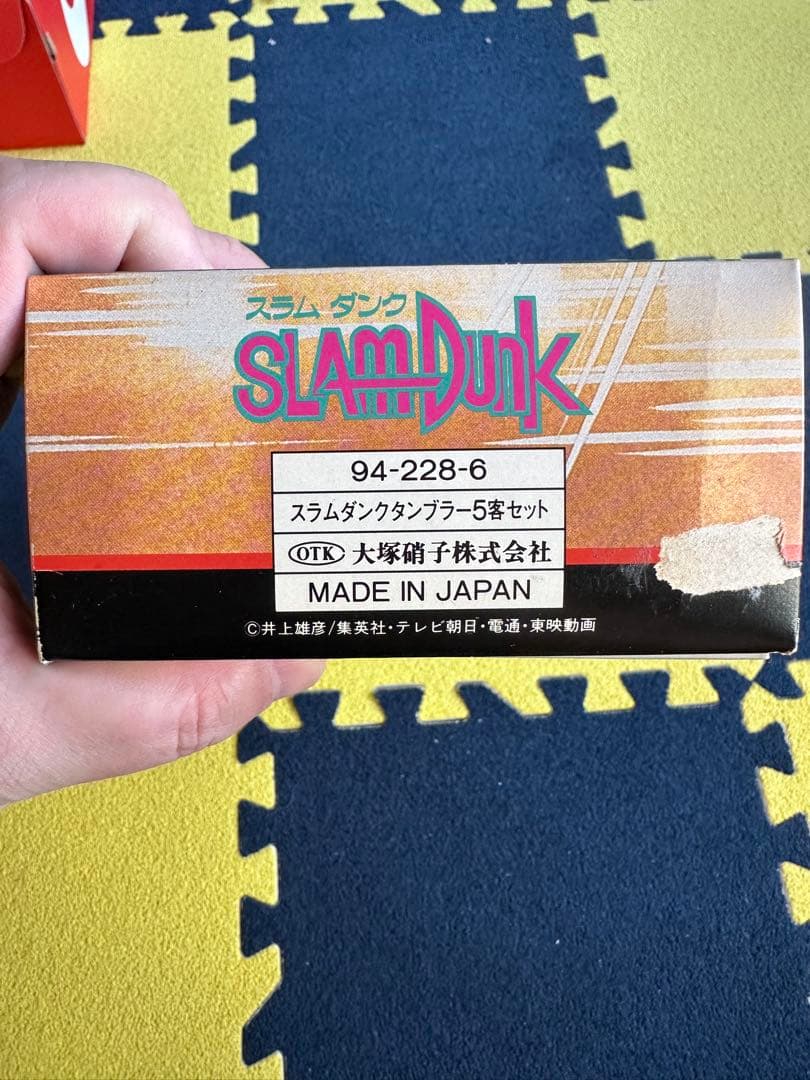 スラム ダンク
SLAM DUNK
94-228-6
スラムダンクタンブラー5客セット
OTK 大塚硝子株式会社
MADE IN JAPAN
©井上雄彦/集英社・テレビ朝日・電通・東映動画